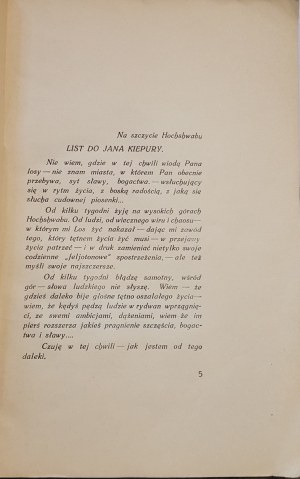 Na szczycie Hochshwabu
LIST DO JANA KIEPURY.
Nie wiem, gdzie w tej chwili wiodą Pana
losy — nie znam miasta, w którem Pan obecnie
przebywa, syt sławy, bogactwa. — wsłuchujący
się w rytm życia, z boską radością, z jaką się
słucha cudownej piosenki...
Od kilku tygodni żyję na wysokich górach
Hochshwabu. Od ludzi, od wiecznego wiru i chaosu —
w którym mi Los żyć nakazał — dając mi zawód
tego, który tętnem życia żyć musi — w przejawy
życia patrzeć — i w druk zamieniać nietylko swoje
codzienne „feljetonowe" spostrzeżenia, — ale też
myśli swoje najszczersze.
Od kilku tygodni błądzę samotny, wśród
gór — słowa ludzkiego nie słyszę. Wiem — że
gdzieś daleko bije głośne tętno oszalałego życia —
wiem, że kędyś pędzą ludzie w rydwan wprzągnię-
ci, ze swemi ambicjami, dążeniami, wiem że im
pierś rozszerza jakieś pragnienie szczęścia, bogac-
twa i sławy....
Czuję w tej chwili — jak jestem od tego
daleki.
5